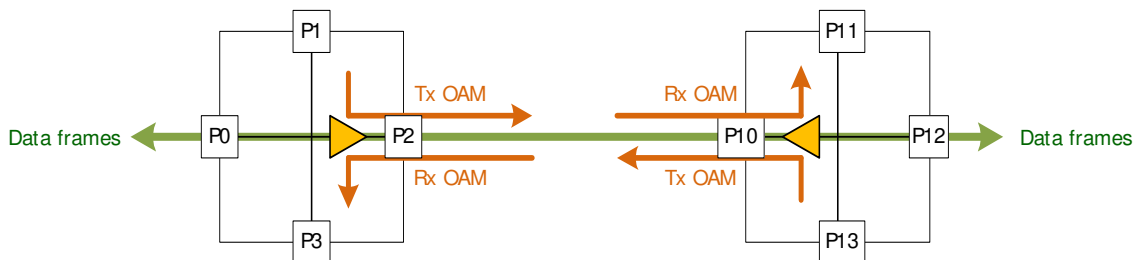 P1
P11
Tx OAM
Rx OAM
Data frames
P0
P2
P10
P12
Data frames
Rx OAM
Tx OAM
P3
P13